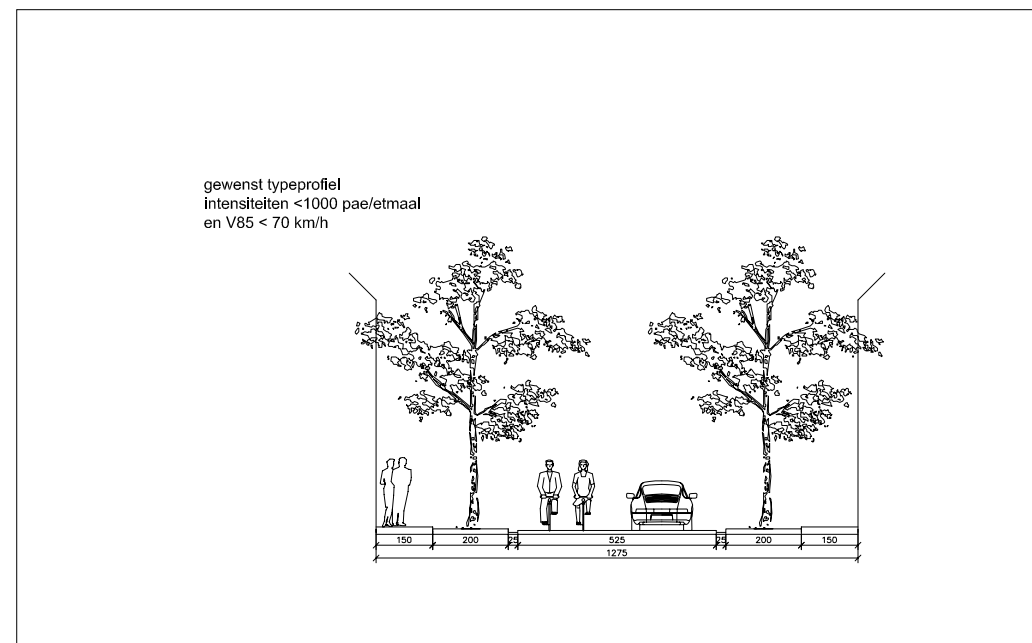 gewenst typeprofiel
intensiteiten <1000 pae/etmaal
en V85 < 70 km/h
150 200 25 525 25 200 150
1275